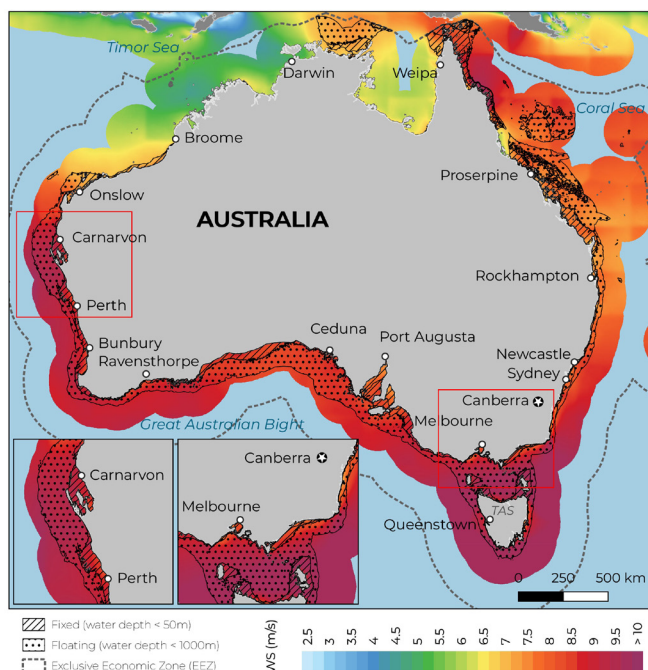 Timor Sea
Darwin
Weipa
Coral Sea
Broome
Proserpine
Onslow
AUSTRALIA
Carnarvon
Rockhampton
Perth
Ceduna
Port Augusta
Bunbury
Newcastle
Ravensthorpe
Sydney
Canberra
Great Australian Bight
Melbourne
Canberra
Carnarvon
Melbourne
TAS
Queenstown
Perth
0 250 500 km
Fixed (water depth < 50m)
Floating (water depth < 1000m)
Exclusive Economic Zone (EEZ)
WS (m/s)
2.5 3 3.5 4 4.5 5 5.5 6 6.5 7 7.5 8 8.5 9 9.5 >10